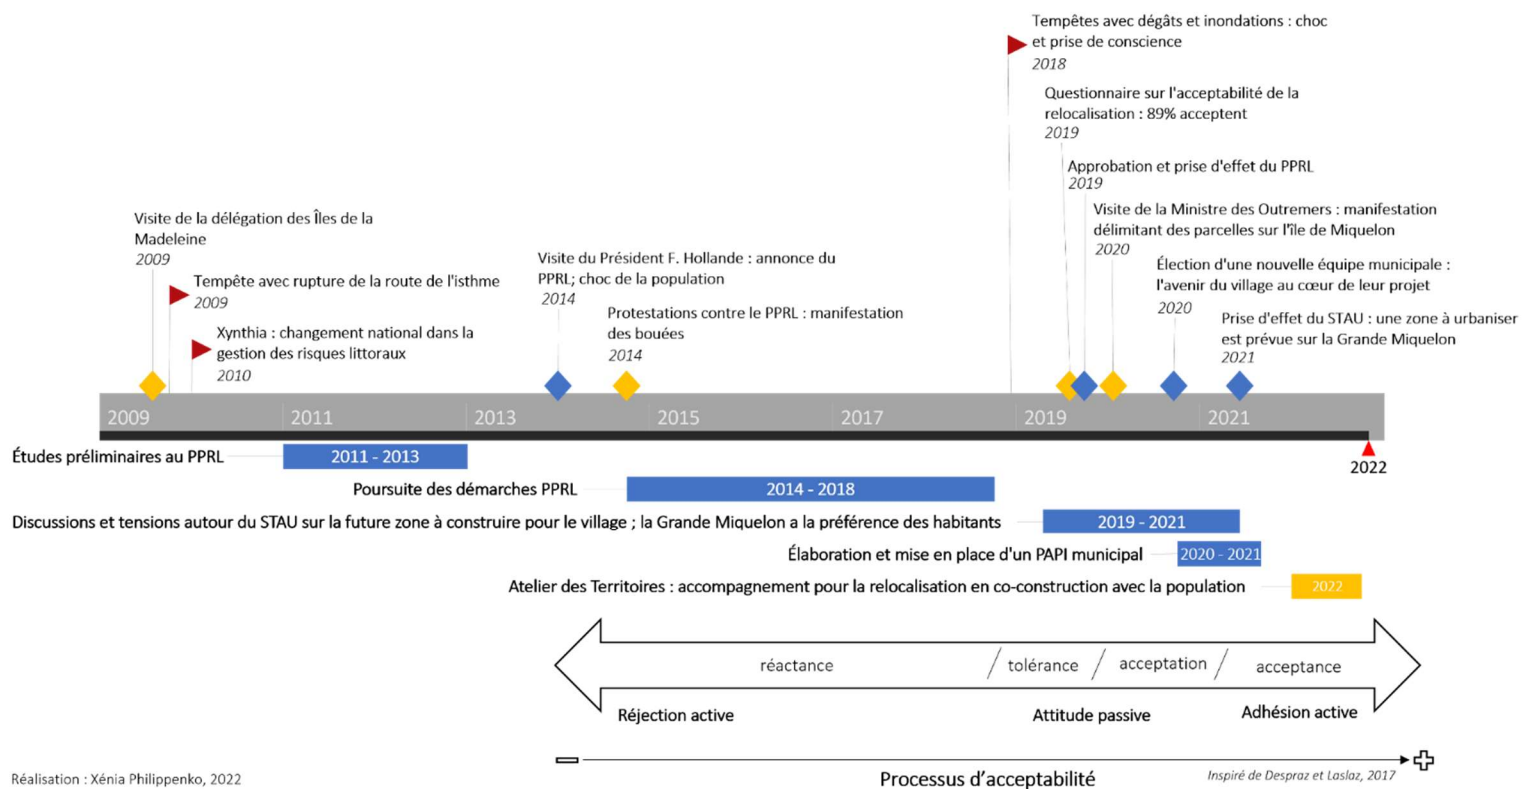 Tempêtes avec dégâts et inondations : choc
et prise de conscience
2018
Questionnaire sur l'acceptabilité de la
relocalisation : 89% acceptent
2019
Approbation et prise d'effet du PPRL
2019
Visite de la délégation des Îles de la
Madeleine
2009
Visite de la Ministre des Outremers : manifestation
délimitant des parcelles sur l'île de Miquelon
2020
Tempête avec rupture de la route de l'isthme
2009
Visite du Président F. Hollande : annonce du
PPRL; choc de la population
2014
Élection d'une nouvelle équipe municipale :
l'avenir du village au cœur de leur projet
2020
Xynthia : changement national dans la
gestion des risques littoraux
2010
Protestations contre le PPRL : manifestation
des bouées
2014
Prise d'effet du STAU : une zone à urbaniser
est prévue sur la Grande Miquelon
2021
2009 2011 2013 2015 2017 2019 2021
2022
Études préliminaires au PPRL 2011 - 2013
Poursuite des démarches PPRL 2014 - 2018
Discussions et tensions autour du STAU sur la future zone à construire pour le village ; la Grande Miquelon a la préférence des habitants 2019 - 2021
Élaboration et mise en place d'un PAPI municipal 2020 - 2021
Atelier des Territoires : accompagnement pour la relocalisation en co-construction avec la population 2022
réactance / tolérance / acceptation / acceptance
Réjection active Attitude passive Adhésion active
Processus d'acceptabilité
Inspiré de Despraz et Laslaz, 2017
Réalisation : Xénia Philippenko, 2022